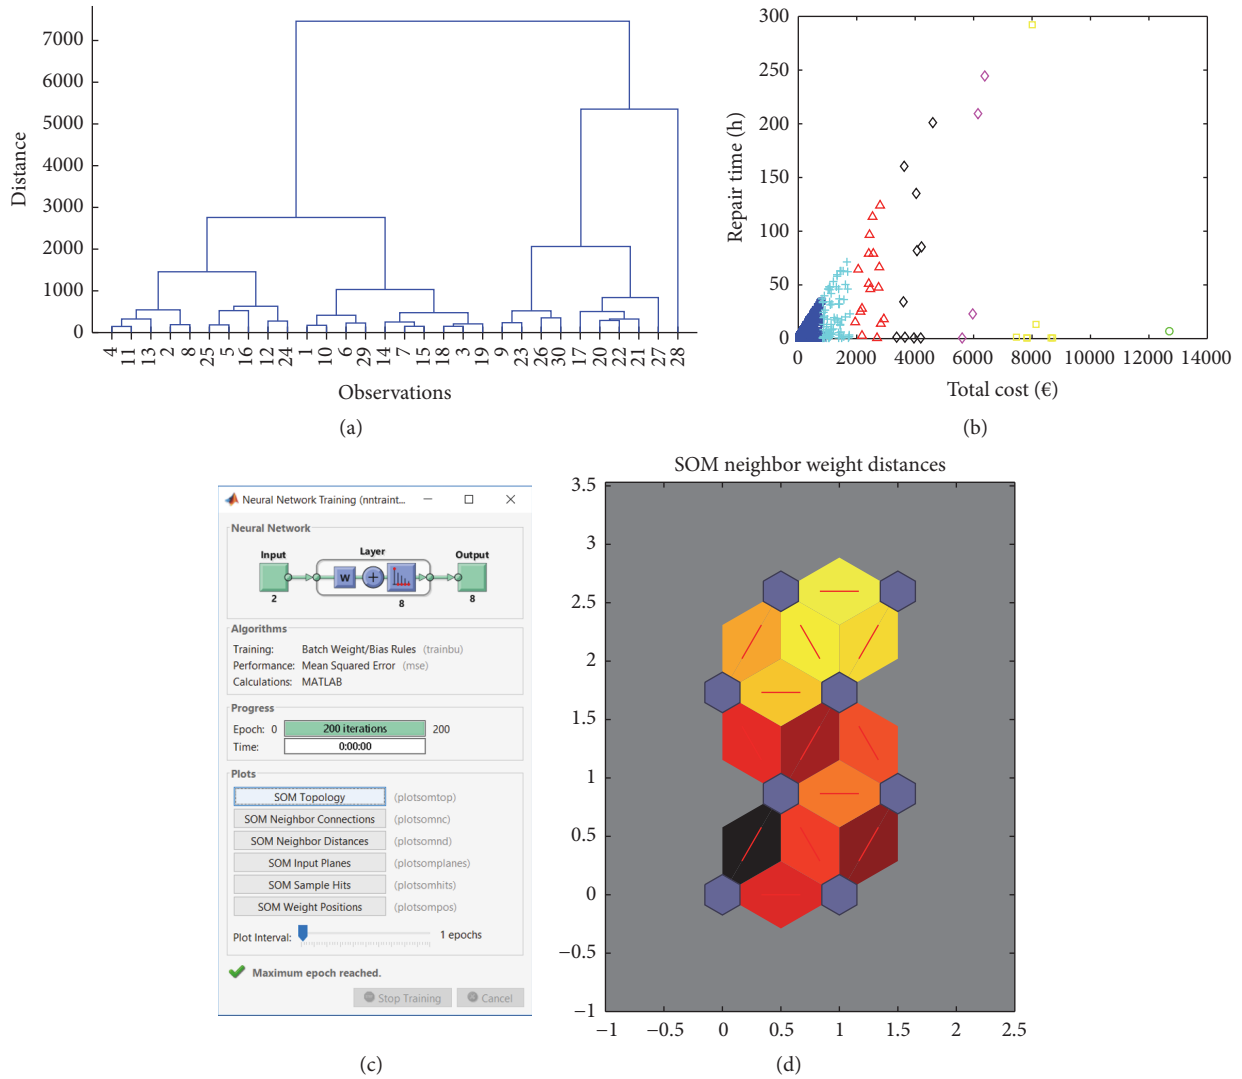 7000
6000
5000
4000
3000
2000
1000
0
Distance
4
11
13
2
8
25
5
16
12
24
1
10
6
29
14
7
15
18
3
19
9
23
26
30
17
20
22
21
27
28
Observations
(a)
300
250
200
150
100
50
0
Repair time (h)
0 2000 4000 6000 8000 10000 12000 14000
Total cost (€)
(b)
Neural Network Training (nntraint...
Neural Network
Input Layer Output
W
2 8 8
Algorithms
Training: Batch Weight/Bias Rules (trainbu)
Performance: Mean Squared Error (mse)
Calculations: MATLAB
Progress
Epoch: 0 200 iterations 200
Time: 0:00:00
Plots
SOM Topology (plotsomtop)
SOM Neighbor Connections (plotsomnc)
SOM Neighbor Distances (plotsomnd)
SOM Input Planes (plotsomplanes)
SOM Sample Hits (plotsomhits)
SOM Weight Positions (plotsompos)
Plot Interval: 1 epochs
Maximum epoch reached.
Stop Training Cancel
(c)
SOM neighbor weight distances
3.5
3
2.5
2
1.5
1
0.5
0
−0.5
−1
−1 −0.5 0 0.5 1 1.5 2 2.5
(d)